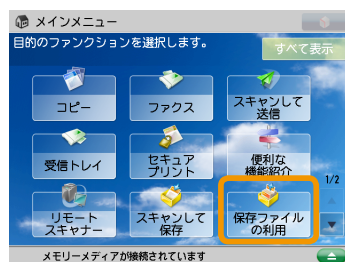 メインメニュー
目的のファンクションを選択します。
すべて表示
コピー
ファクス
スキャンして
送信
受信トレイ
セキュア
プリント
便利な
機能紹介
1/2
リモート
スキャナー
スキャンして
保存
保存ファイル
の利用
メモリーメディアが接続されています